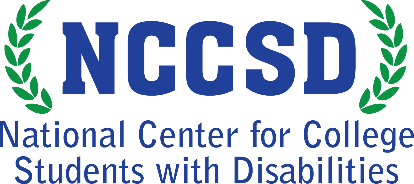 NCCSD
National Center for College
Students with Disabilities